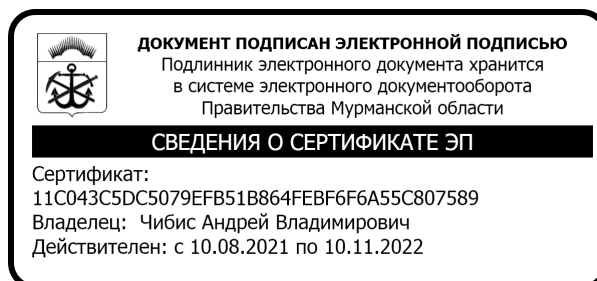 ДОКУМЕНТ ПОДПИСАН ЭЛЕКТРОННОЙ ПОДПИСЬЮ
Подлинник электронного документа хранится
в системе электронного документооборота
Правительства Мурманской области
СВЕДЕНИЯ О СЕРТИФИКАТЕ ЭП
Сертификат:
11C043C5DC5079EFB51B864FEBF6F6A55C807589
Владелец: Чибис Андрей Владимирович
Действителен: с 10.08.2021 по 10.11.2022